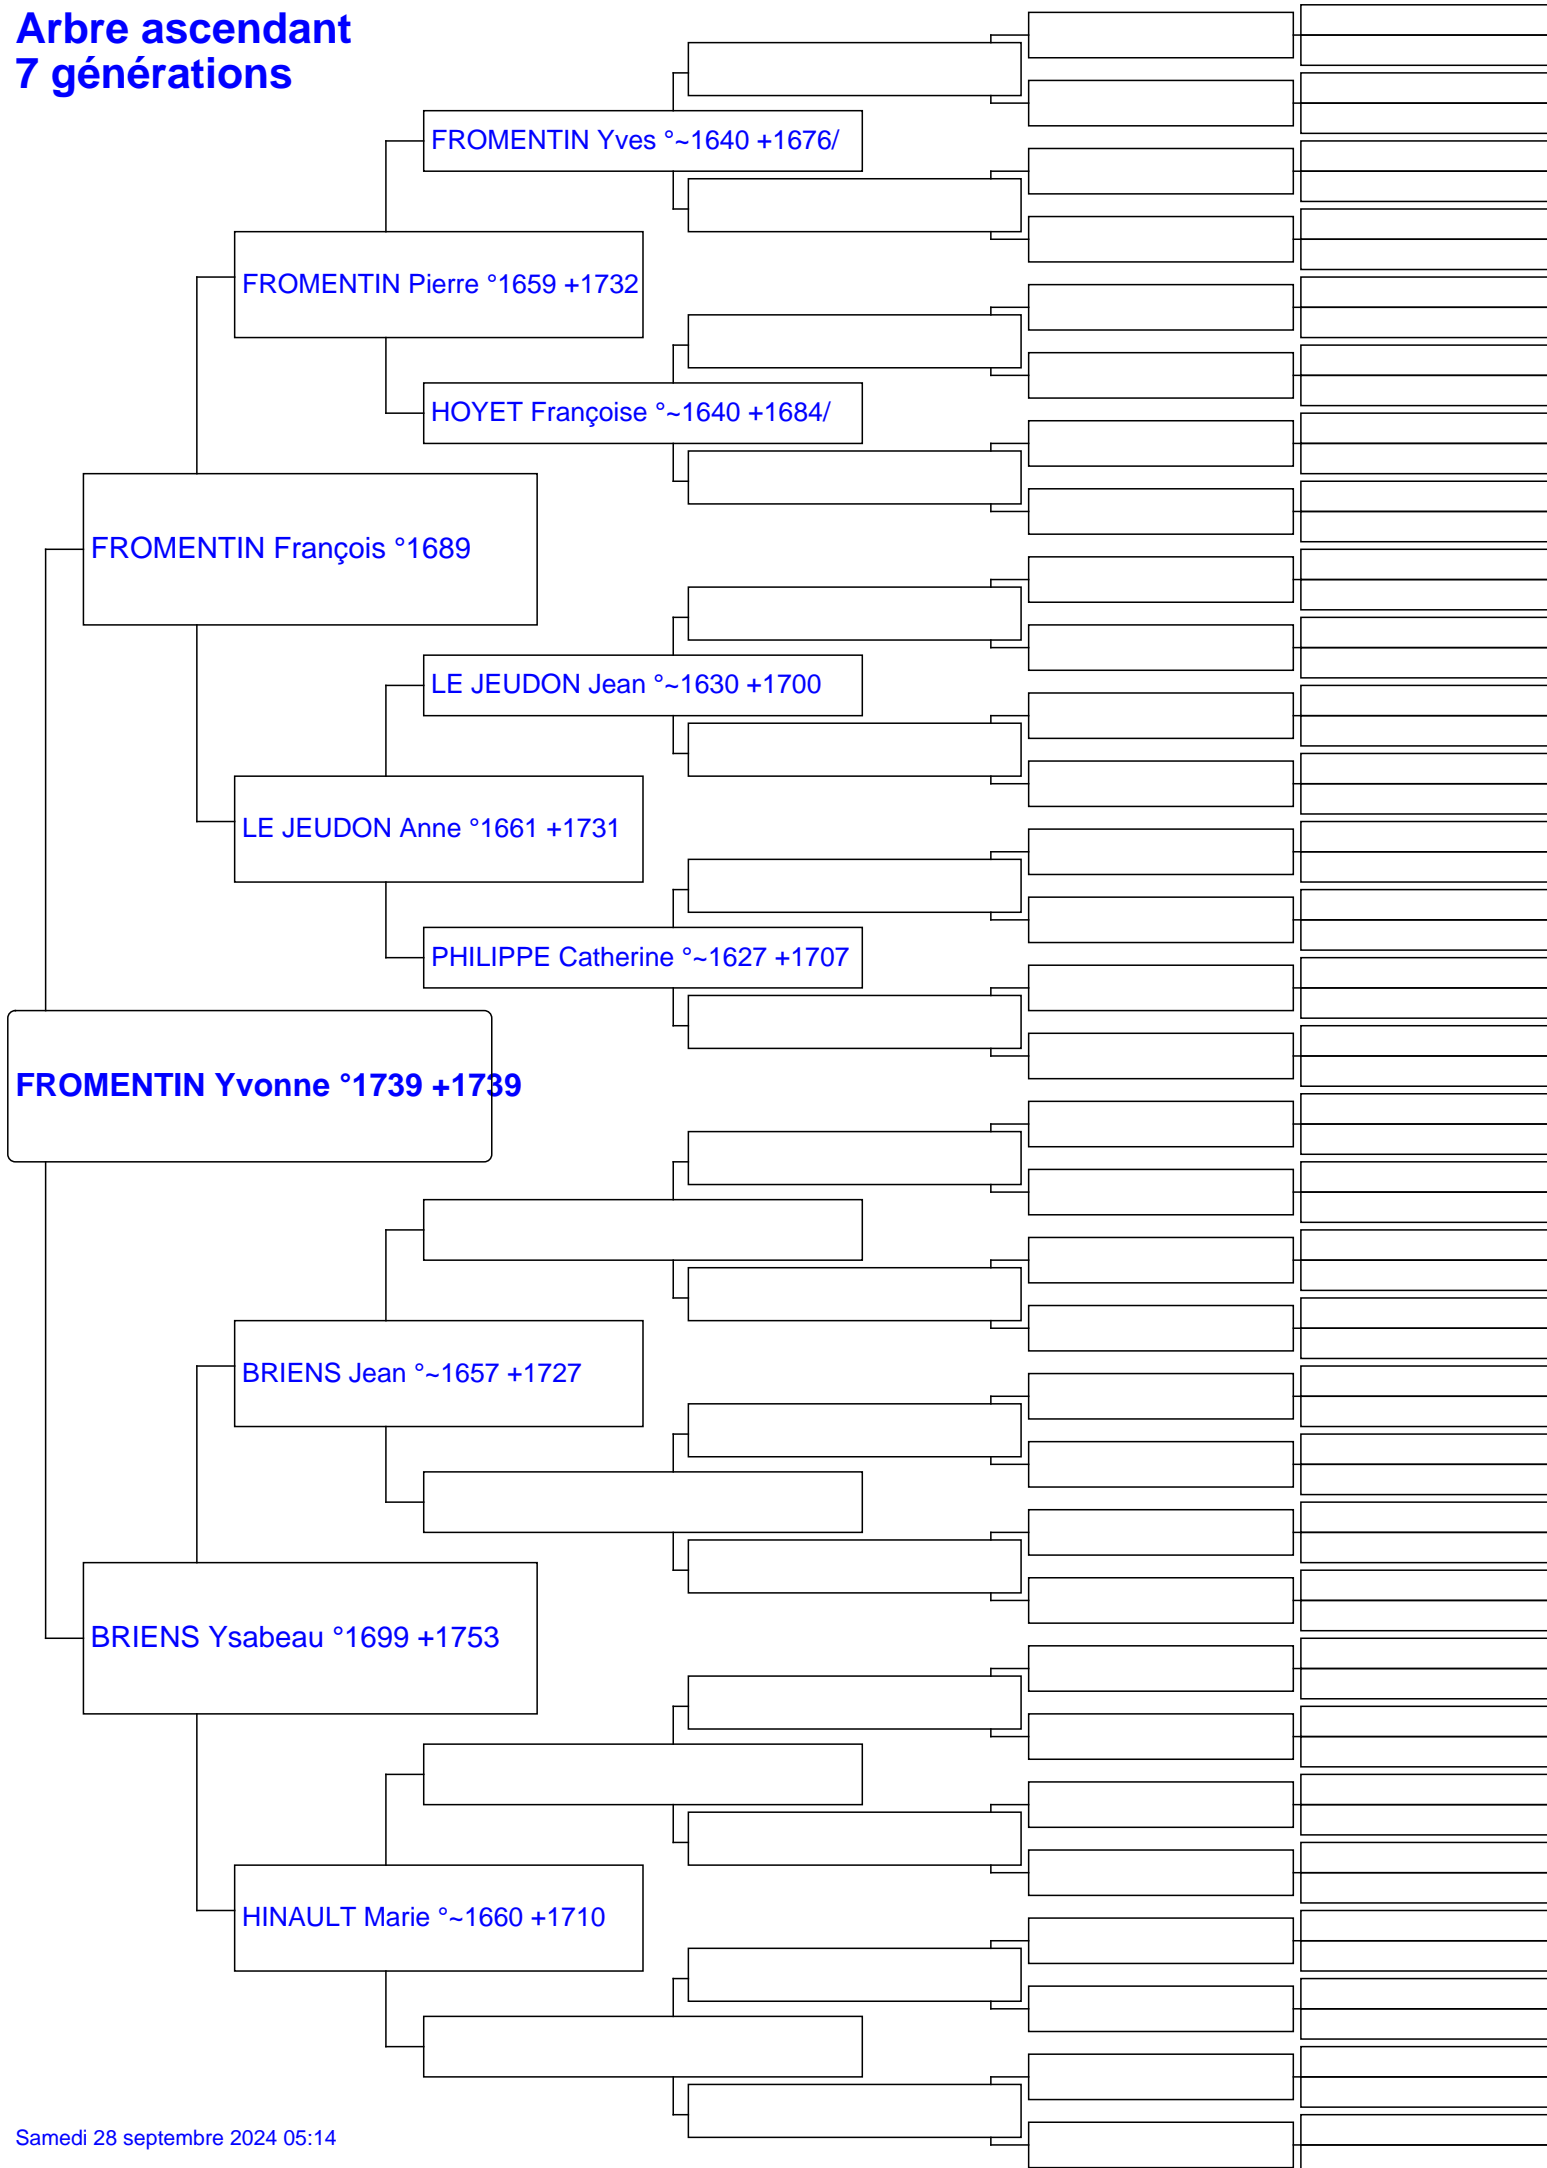 Arbre ascendant
7 générations
FROMENTIN Yves °~1640 +1676/
FROMENTIN Pierre °1659 +1732
HOYET Françoise °~1640 +1684/
FROMENTIN François °1689
LE JEUDON Jean °~1630 +1700
LE JEUDON Anne °1661 +1731
PHILIPPE Catherine °~1627 +1707
FROMENTIN Yvonne °1739 +1739
BRIENS Jean °~1657 +1727
BRIENS Ysabeau °1699 +1753
HINAULT Marie °~1660 +1710
Samedi 28 septembre 2024 05:14